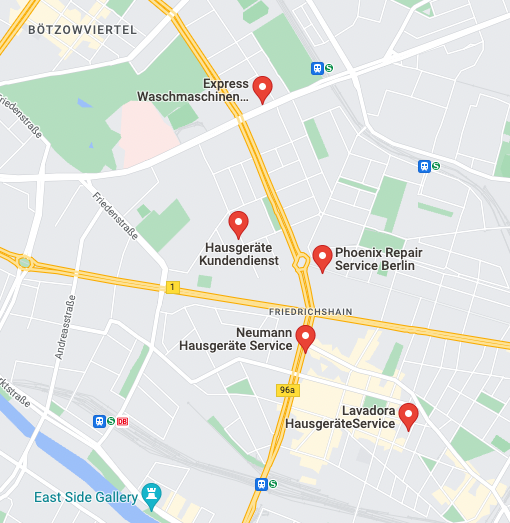 BÖTZOWVIERTEL
Express
Waschmaschinen...
Friedenstraße
Friedenstraße
Hausgeräte
Kundendienst
Phoenix Repair
Service Berlin
1
FRIEDRICHSHAIN
Andreasstraße
Neumann
Hausgeräte Service
96a
Lavadora
HausgeräteService
S
S
S
DB
S
East Side Gallery